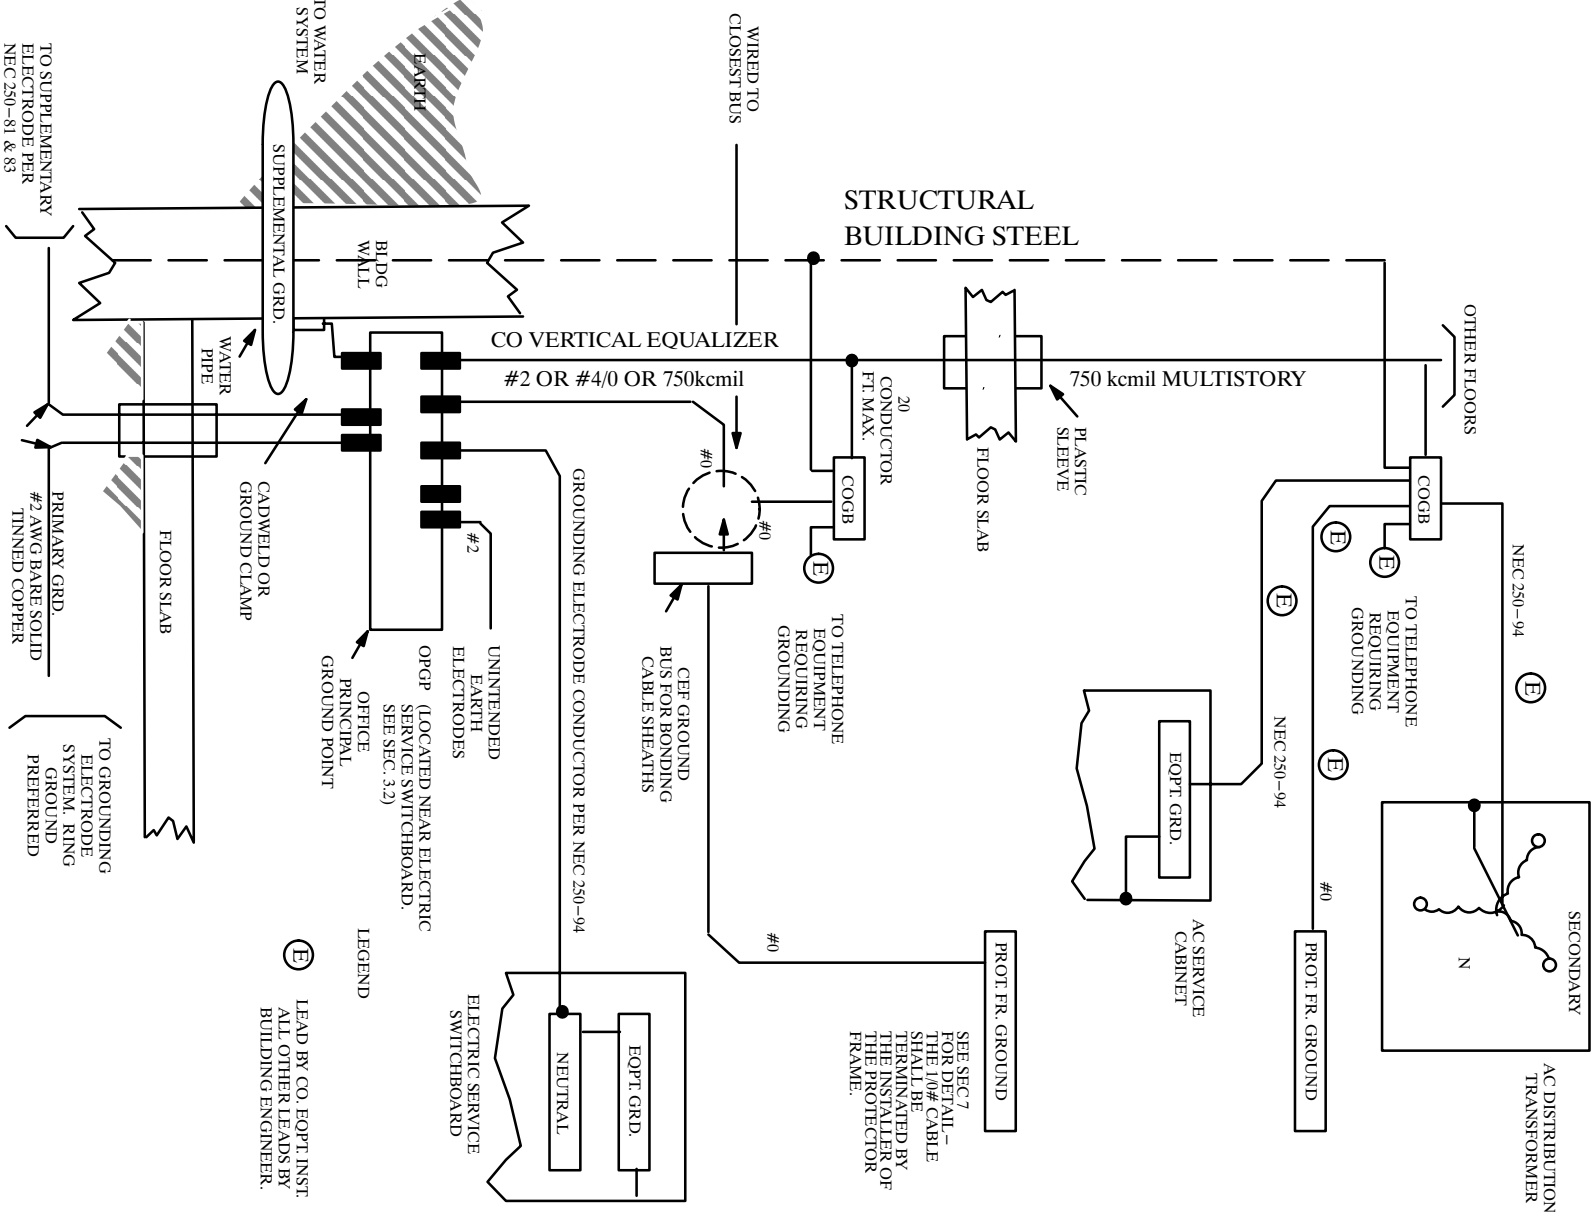 OTHER FLOORS
STRUCTURAL
BUILDING STEEL
CO VERTICAL EQUALIZER
#2 OR #4/0 OR 750kcmil
750 kcmil MULTISTORY
WIRED TO
CLOSEST BUS
TO WATER
SYSTEM
EARTH
SUPPLEMENTAL GRD.
BLDG
WALL
TO SUPPLEMENTARY
ELECTRODE PER
NEC 250–81 & 83
WATER
PIPE
CADWELD OR
GROUND CLAMP
FLOOR SLAB
PRIMARY GRD.
#2 AWG BARE SOLID
TINNED COPPER
TO GROUNDING
ELECTRODE
SYSTEM. RING
GROUND
PREFERRED
OFFICE
PRINCIPAL
GROUND POINT
OPGP (LOCATED NEAR ELECTRIC
SERVICE SWITCHBOARD.
SEE SEC. 3.2)
UNINTENDED
EARTH
ELECTRODES
#2
GROUNDING ELECTRODE CONDUCTOR PER NEC 250–94
#0
#0
20
CONDUCTOR
FT. MAX.
COGB
E
TO TELEPHONE
EQUIPMENT
REQUIRING
GROUNDING
CEF GROUND
BUS FOR BONDING
CABLE SHEATHS
#0
PROT. FR. GROUND
SEE SEC 7
FOR DETAIL–
THE 1/0# CABLE
SHALL BE
TERMINATED BY
THE INSTALLER OF
THE PROTECTOR
FRAME.
PLASTIC
SLEEVE
FLOOR SLAB
COGB
E
E
E
E
E
TO TELEPHONE
EQUIPMENT
REQUIRING
GROUNDING
NEC 250–94
NEC 250–94
EQPT. GRD.
AC SERVICE
CABINET
#0
PROT. FR. GROUND
SECONDARY
N
AC DISTRIBUTION
TRANSFORMER
NEUTRAL
EQPT. GRD.
ELECTRIC SERVICE
SWITCHBOARD
LEGEND
E
LEAD BY CO. EQPT. INST.
ALL OTHER LEADS BY
BUILDING ENGINEER.